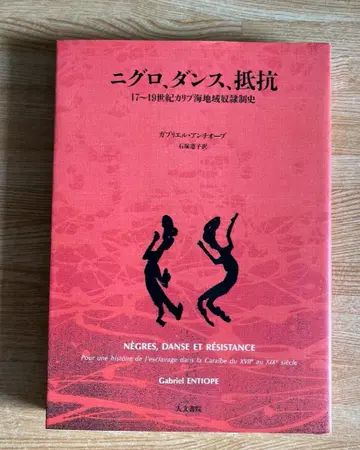 ニグロ、ダンス、抵抗
17〜19世紀カリブ海地域奴隷制史
ガブリエル・アンチオープ
石塚道子訳
NÈGRES, DANSE ET RÉSISTANCE
Pour une histoire de l'esclavage dans la Caraïbe du XVIIᵉ au XIXᵉ siècle
Gabriel ENTIOPE
人文書院